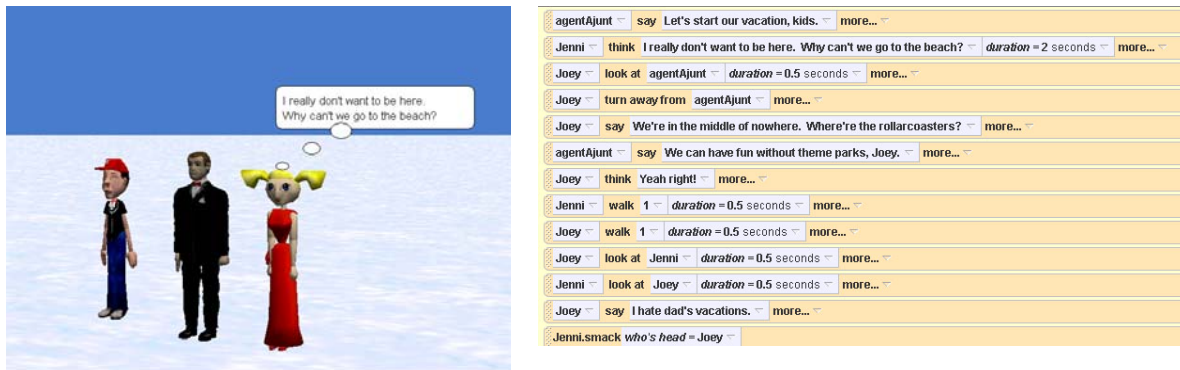 I really don't want to be here.
Why can't we go to the beach?
agentAjunt say Let's start our vacation, kids. more...
Jenni think I really don't want to be here. Why can't we go to the beach? duration = 2 seconds more...
Joey look at agentAjunt duration = 0.5 seconds more...
Joey turn away from agentAjunt more...
Joey say We're in the middle of nowhere. Where're the rollarcoasters? more...
agentAjunt say We can have fun without theme parks, Joey. more...
Joey think Yeah right! more...
Jenni walk 1 duration = 0.5 seconds more...
Joey walk 1 duration = 0.5 seconds more...
Joey look at Jenni duration = 0.5 seconds more...
Jenni look at Joey duration = 0.5 seconds more...
Joey say I hate dad's vacations. more...
Jenni.smack who's head = Joey